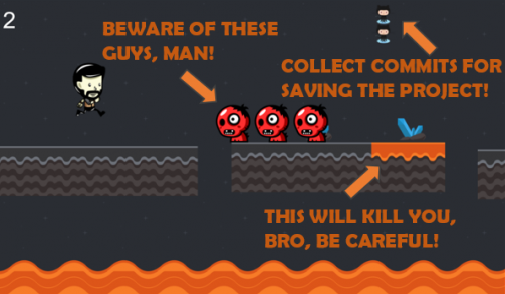 2
BEWARE OF THESE
GUYS, MAN!
COLLECT COMMITS FOR
SAVING THE PROJECT!
THIS WILL KILL YOU,
BRO, BE CAREFUL!